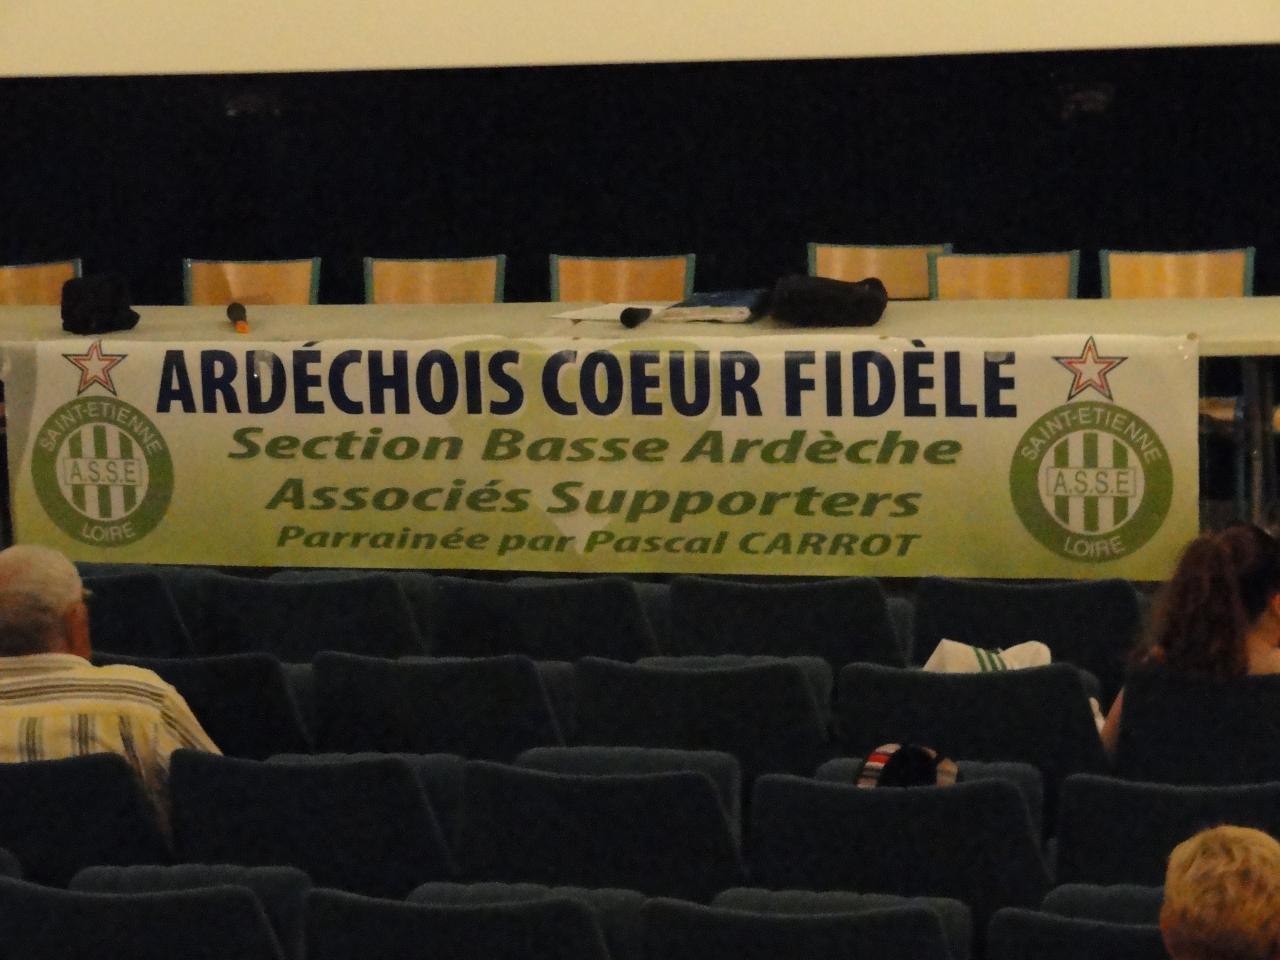 ARDÉCHOIS COEUR FIDÈLE
Section Basse Ardèche
Associés Supporters
Parrainée par Pascal CARROT
SAINT-ETIENNE
A.S.S.E
LOIRE
SAINT-ETIENNE
A.S.S.E
LOIRE